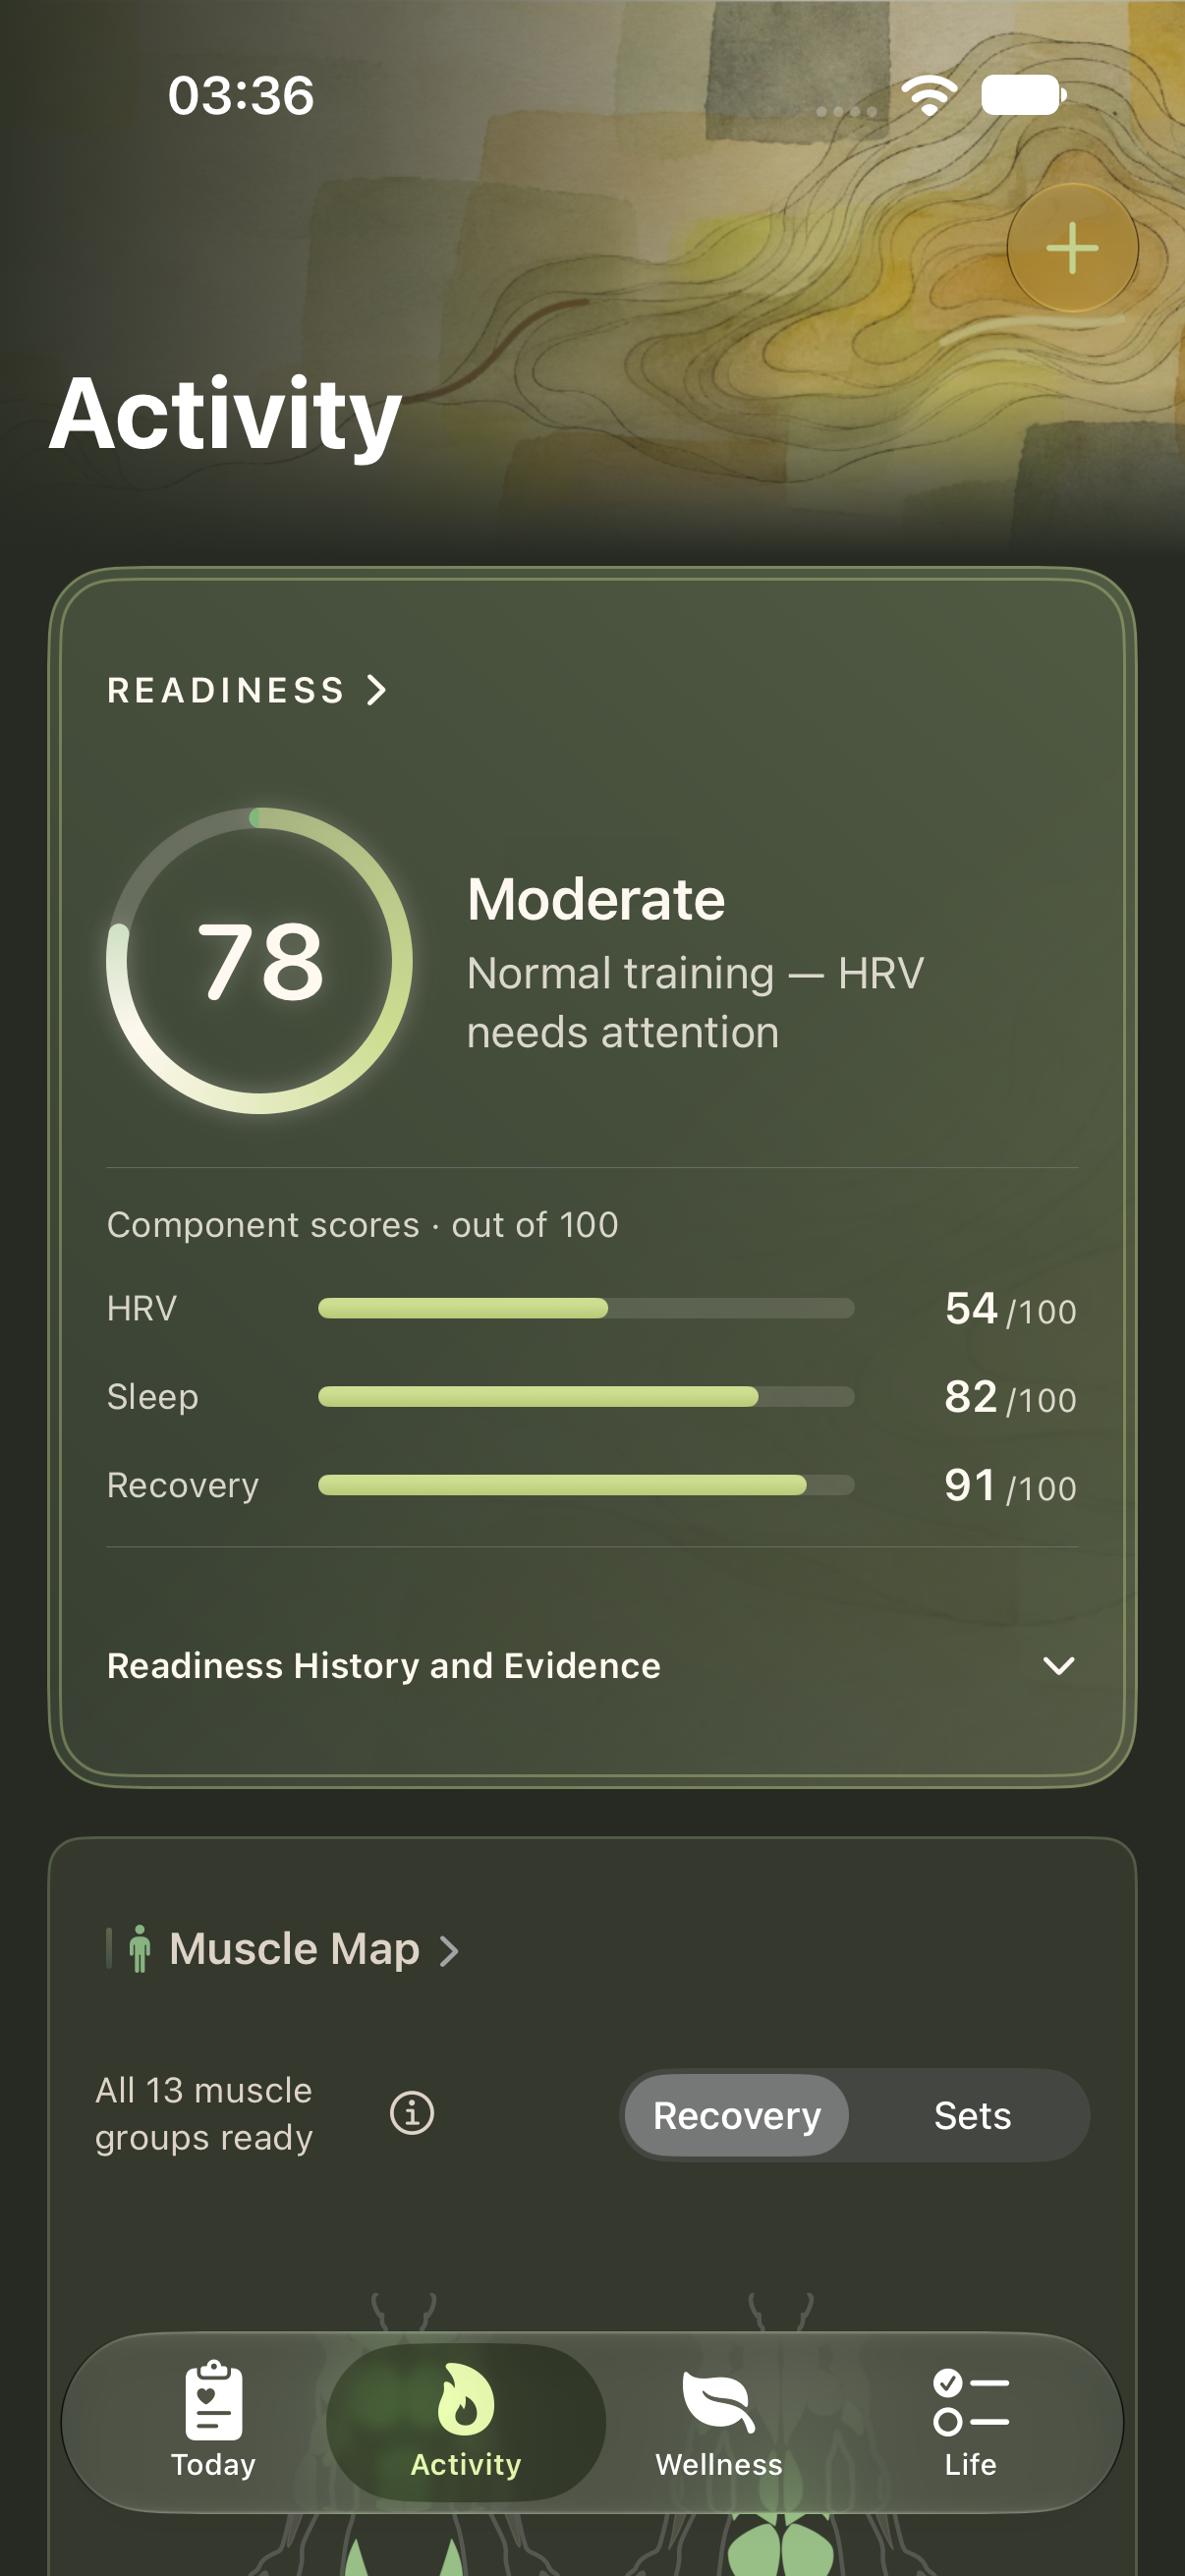 03:36
Activity
READINESS
78
Moderate
Normal training — HRV
needs attention
Component scores · out of 100
HRV 54/100
Sleep 82/100
Recovery 91/100
Readiness History and Evidence
Muscle Map
All 13 muscle
groups ready
Recovery Sets
Today Activity Wellness Life